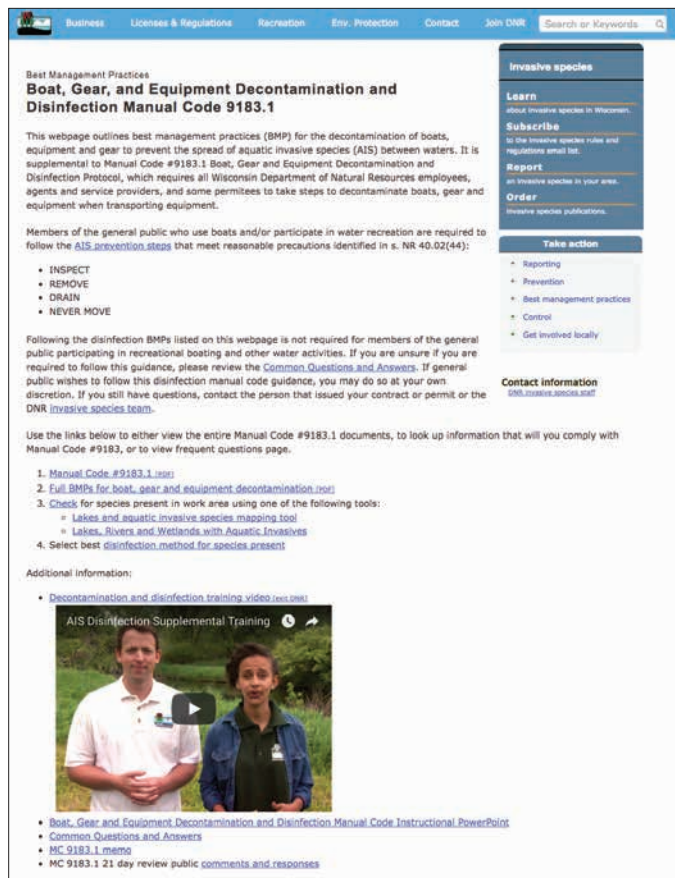 Business Licenses & Regulations Recreation Env. Protection Contact Join DNR Search or Keywords
Best Management Practices
Boat, Gear, and Equipment Decontamination and
Disinfection Manual Code 9183.1
This webpage outlines best management practices (BMP) for the decontamination of boats,
equipment and gear to prevent the spread of aquatic invasive species (AIS) between waters. It is
supplemental to Manual Code #9183.1 Boat, Gear and Equipment Decontamination and
Disinfection Protocol, which requires all Wisconsin Department of Natural Resources employees,
agents and service providers, and some permitees to take steps to decontaminate boats, gear and
equipment when transporting equipment.
Members of the general public who use boats and/or participate in water recreation are required to
follow the AIS prevention steps that meet reasonable precautions identified in s. NR 40.02(44):
• INSPECT
• REMOVE
• DRAIN
• NEVER MOVE
Following the disinfection BMPs listed on this webpage is not required for members of the general
public participating in recreational boating and other water activities. If you are unsure if you are
required to follow this guidance, please review the Common Questions and Answers. If general
public wishes to follow this disinfection manual code guidance, you may do so at your own
discretion. If you still have questions, contact the person that issued your contract or permit or the
DNR invasive species team.
Use the links below to either view the entire Manual Code #9183.1 documents, to look up information that will you comply with
Manual Code #9183, or to view frequent questions page.
1. Manual Code #9183.1 [PDF]
2. Full BMPs for boat, gear and equipment decontamination [PDF]
3. Check for species present in work area using one of the following tools:
Lakes and aquatic invasive species mapping tool
Lakes, Rivers and Wetlands with Aquatic Invasives
4. Select best disinfection method for species present
Additional information:
• Decontamination and disinfection training video [exit DNR]
AIS Disinfection Supplemental Training
• Boat, Gear and Equipment Decontamination and Disinfection Manual Code Instructional PowerPoint
• Common Questions and Answers
• MC 9183.1 memo
• MC 9183.1 21 day review public comments and responses
Invasive species
Learn
about invasive species in Wisconsin.
Subscribe
to the invasive species rules and
regulations email list.
Report
an invasive species in your area.
Order
invasive species publications.
Take action
Reporting
Prevention
Best management practices
Control
Get involved locally
Contact information
DNR invasive species staff